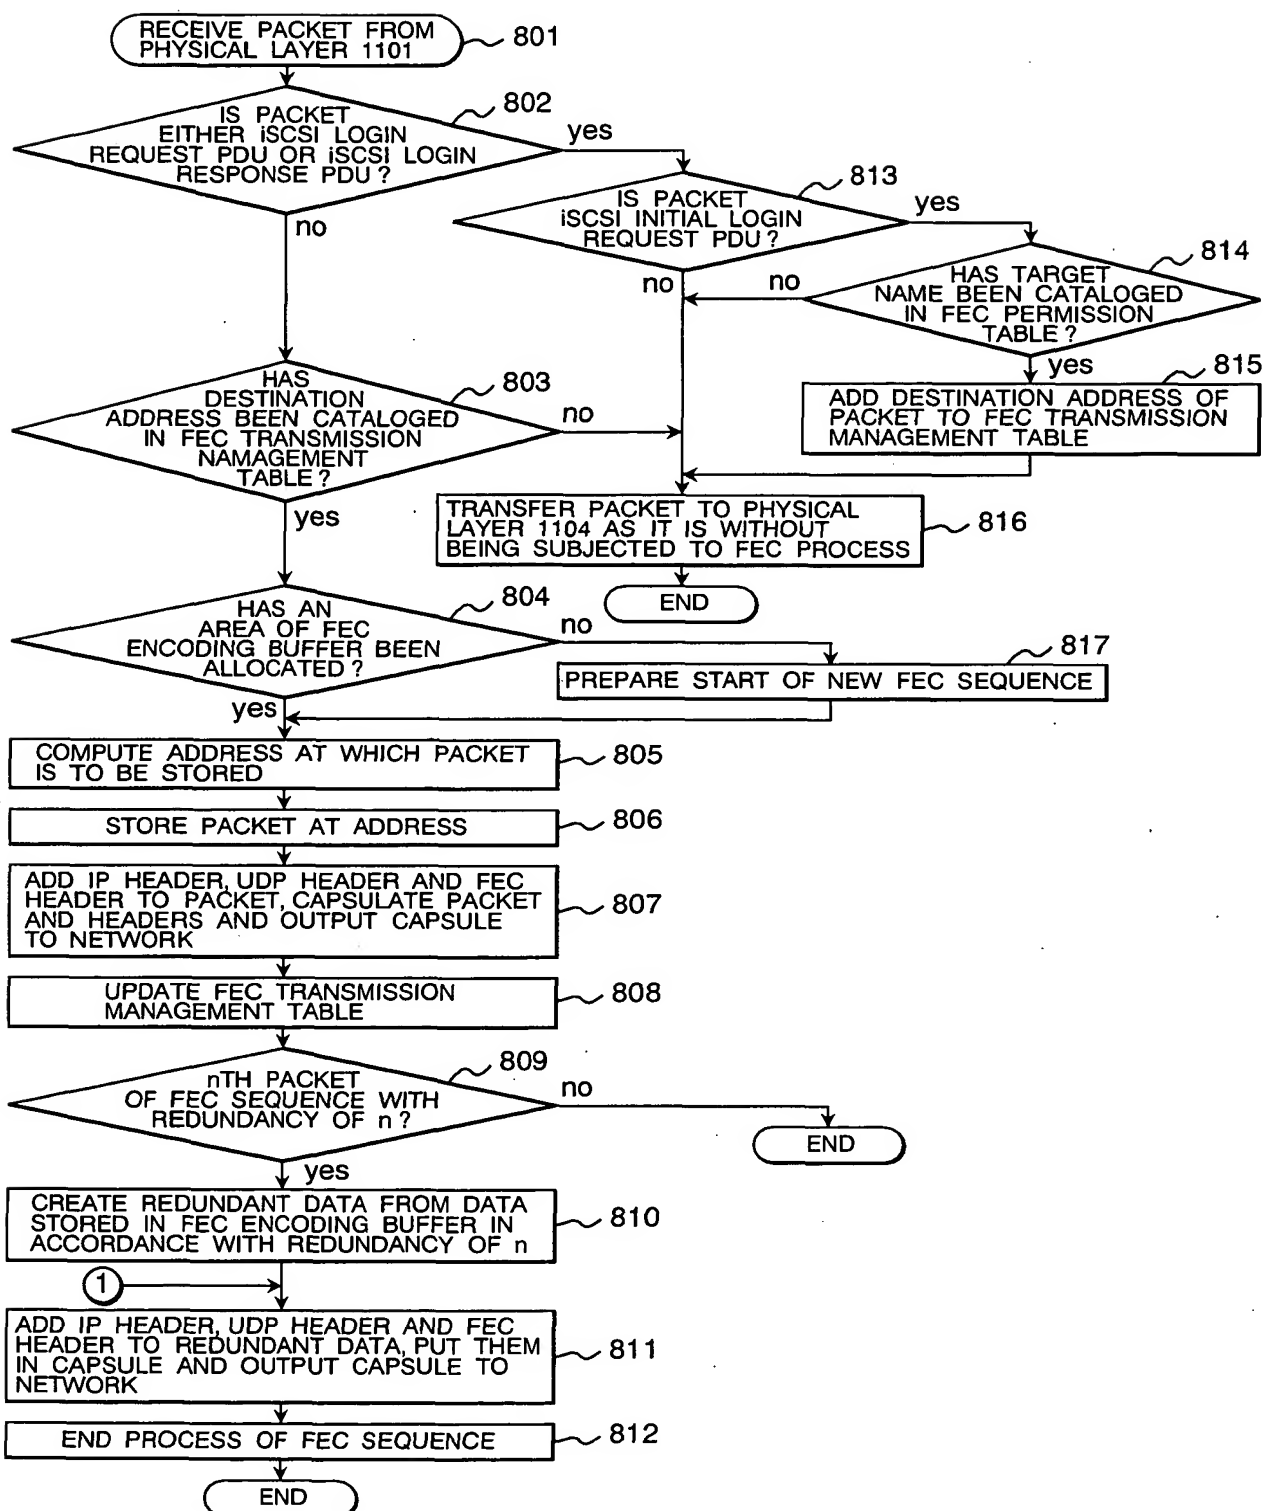 RECEIVE PACKET FROM
PHYSICAL LAYER 1101
801
IS PACKET
EITHER iSCSI LOGIN
REQUEST PDU OR iSCSI LOGIN
RESPONSE PDU ?
802
yes
no
IS PACKET
iSCSI INITIAL LOGIN
REQUEST PDU ?
813
yes
no
HAS TARGET
NAME BEEN CATALOGED
IN FEC PERMISSION
TABLE ?
814
no
yes
ADD DESTINATION ADDRESS OF
PACKET TO FEC TRANSMISSION
MANAGEMENT TABLE
815
HAS
DESTINATION
ADDRESS BEEN CATALOGED
IN FEC TRANSMISSION
NAMAGEMENT
TABLE ?
803
no
yes
TRANSFER PACKET TO PHYSICAL
LAYER 1104 AS IT IS WITHOUT
BEING SUBJECTED TO FEC PROCESS
816
END
HAS AN
AREA OF FEC
ENCODING BUFFER BEEN
ALLOCATED ?
804
no
yes
PREPARE START OF NEW FEC SEQUENCE
817
COMPUTE ADDRESS AT WHICH PACKET
IS TO BE STORED
805
STORE PACKET AT ADDRESS
806
ADD IP HEADER, UDP HEADER AND FEC
HEADER TO PACKET, CAPSULATE PACKET
AND HEADERS AND OUTPUT CAPSULE
TO NETWORK
807
UPDATE FEC TRANSMISSION
MANAGEMENT TABLE
808
nTH PACKET
OF FEC SEQUENCE WITH
REDUNDANCY OF n ?
809
no
END
yes
CREATE REDUNDANT DATA FROM DATA
STORED IN FEC ENCODING BUFFER IN
ACCORDANCE WITH REDUNDANCY OF n
810
1
ADD IP HEADER, UDP HEADER AND FEC
HEADER TO REDUNDANT DATA, PUT THEM
IN CAPSULE AND OUTPUT CAPSULE TO
NETWORK
811
END PROCESS OF FEC SEQUENCE
812
END